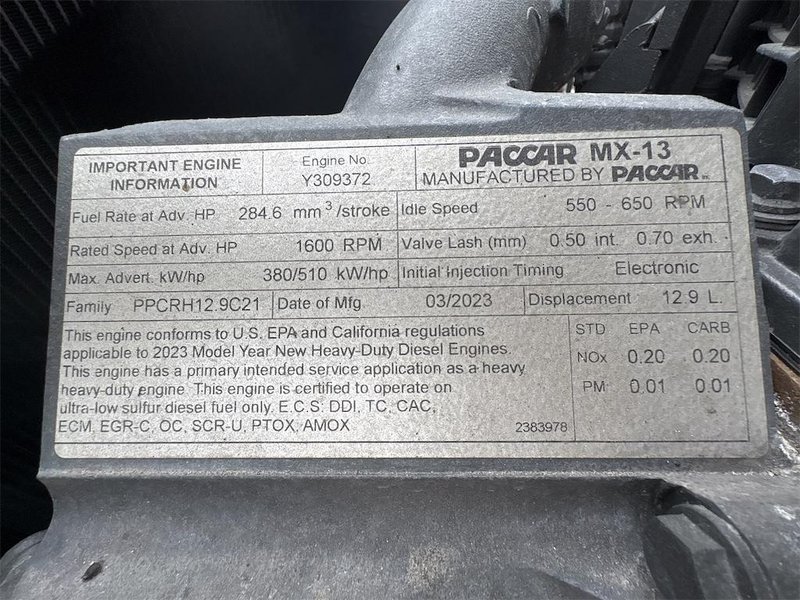 IMPORTANT ENGINE
INFORMATION
Engine No.
Y309372
PACCAR MX-13
MANUFACTURED BY PACCAR INC
Fuel Rate at Adv. HP 284.6 mm³/stroke
Idle Speed 550 - 650 RPM
Rated Speed at Adv. HP 1600 RPM
Valve Lash (mm) 0.50 int. 0.70 exh.
Max. Advert. kW/hp 380/510 kW/hp
Initial Injection Timing Electronic
Family PPCRH12.9C21
Date of Mfg 03/2023
Displacement 12.9 L.
This engine conforms to U.S. EPA and California regulations
applicable to 2023 Model Year New Heavy-Duty Diesel Engines.
This engine has a primary intended service application as a heavy
heavy-duty engine. This engine is certified to operate on
ultra-low sulfur diesel fuel only. E.C.S. DDI, TC, CAC,
ECM, EGR-C, OC, SCR-U, PTOX, AMOX
2383978
STD EPA CARB
NOx 0.20 0.20
PM 0.01 0.01